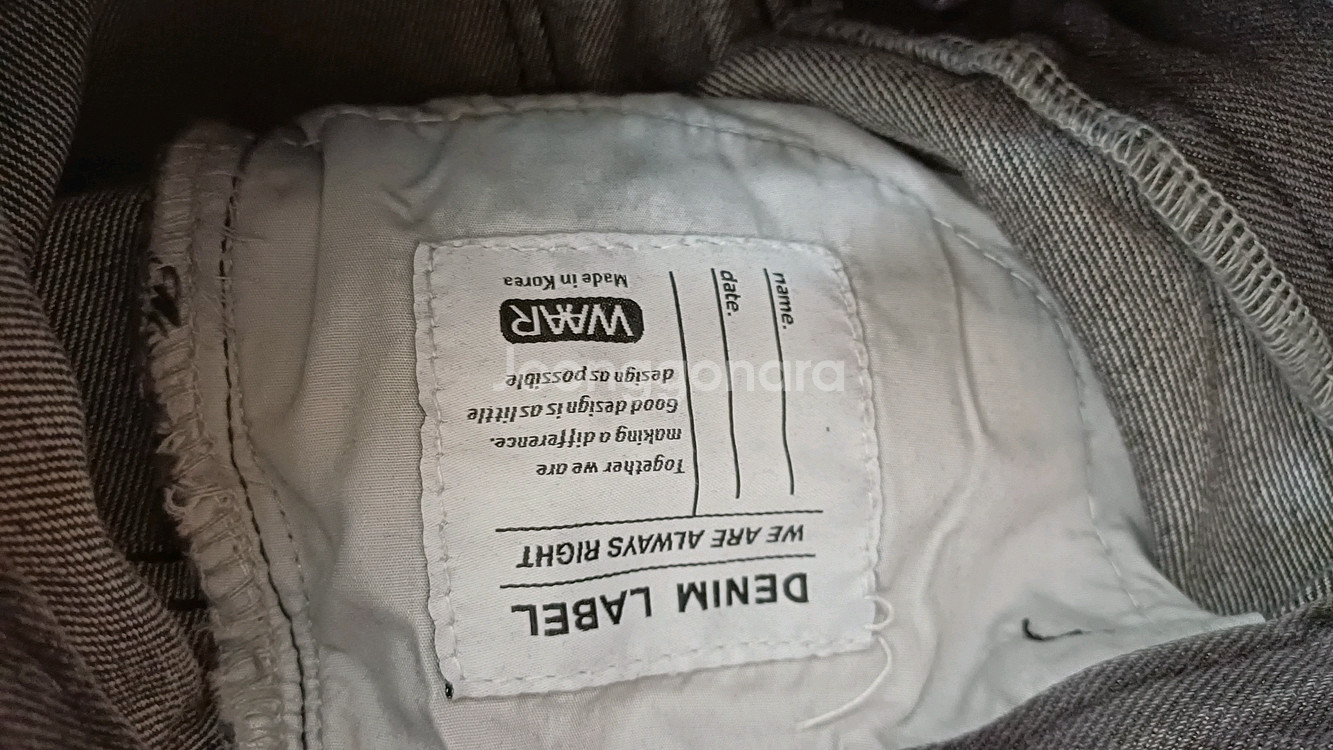 DENIM LABEL
WE ARE ALWAYS RIGHT
Together we are
making a difference.
Good design is as little
design as possible
WAAR
Made in Korea
name.
date.
Joonggonara